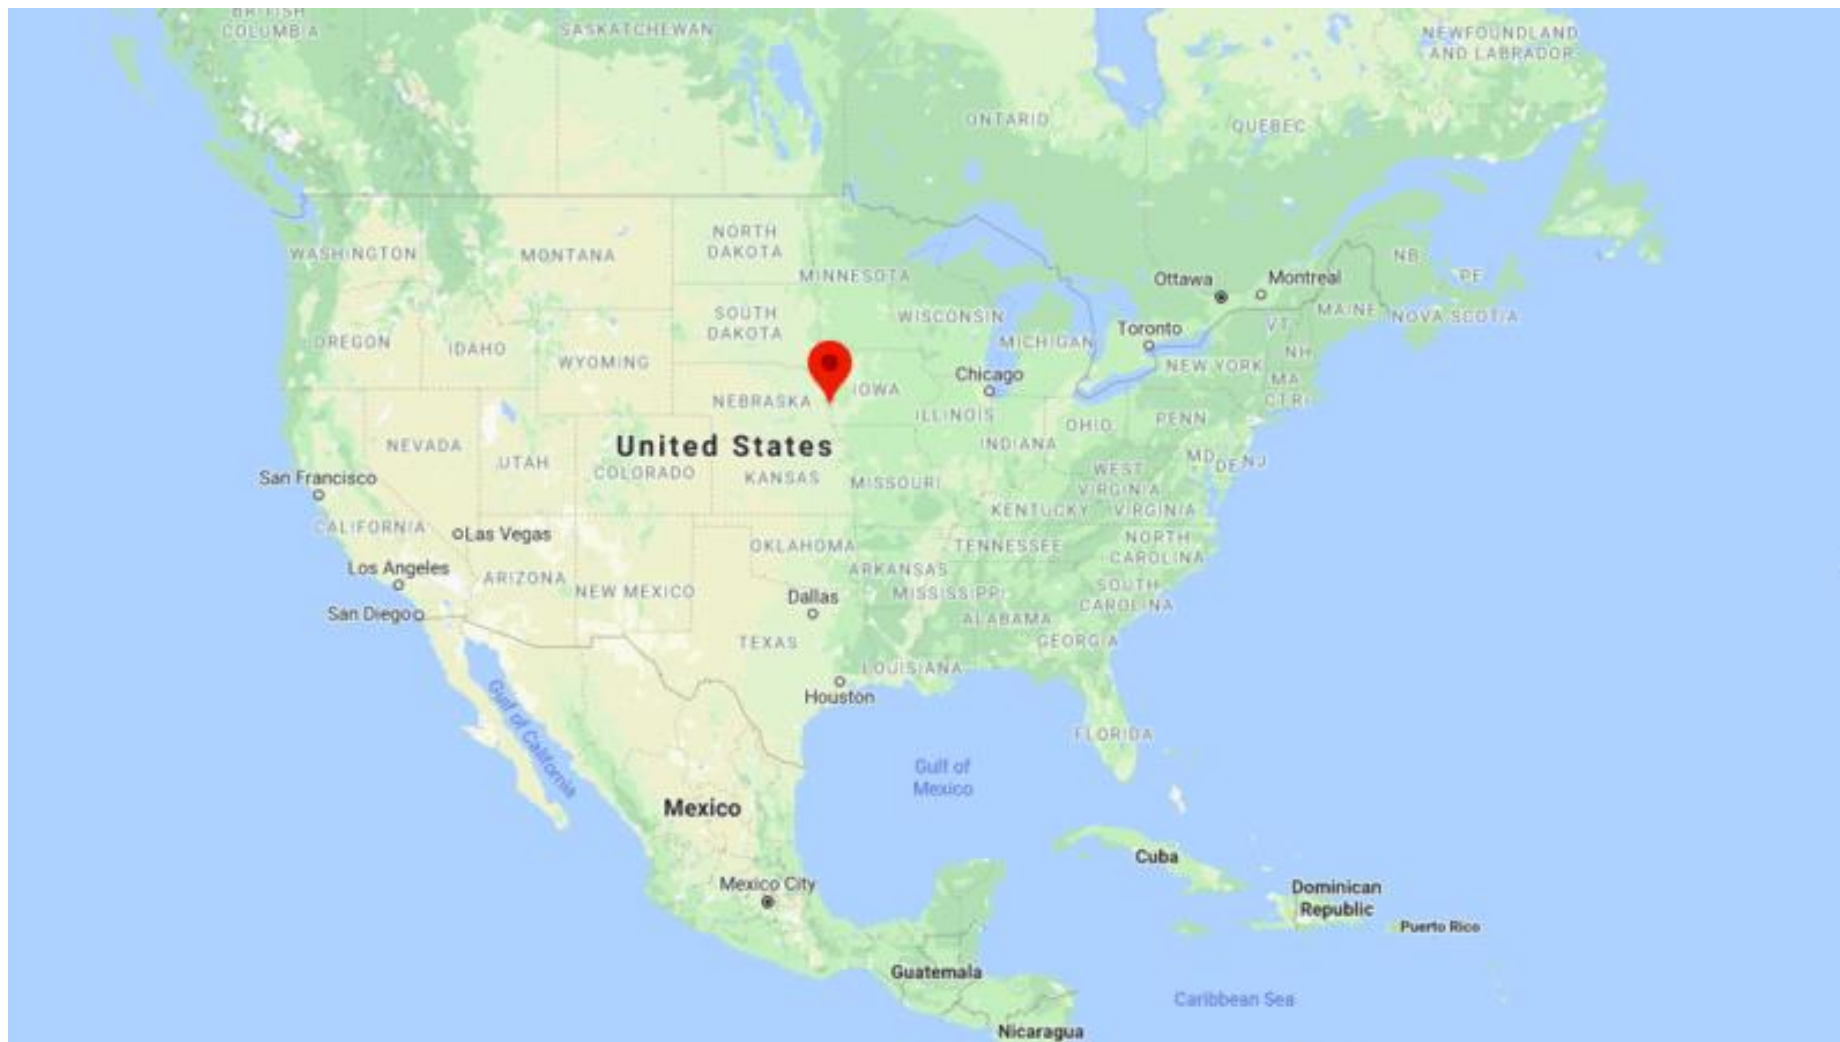 BRITISH
COLUMBIA
SASKATCHEWAN
NEWFOUNDLAND
AND LABRADOR
ONTARIO
QUEBEC
WASHINGTON
MONTANA
NORTH
DAKOTA
MINNESOTA
NB
PE
Ottawa
Montreal
MAINE
NOVA SCOTIA
VT
NH
OREGON
IDAHO
WYOMING
SOUTH
DAKOTA
WISCONSIN
MICHIGAN
Toronto
NEW YORK
MA
CT RI
Chicago
NEBRASKA
IOWA
ILLINOIS
INDIANA
OHIO
PENN
MD
DE
NJ
United States
NEVADA
UTAH
COLORADO
KANSAS
MISSOURI
WEST
VIRGINIA
KENTUCKY
VIRGINIA
San Francisco
CALIFORNIA
Las Vegas
Los Angeles
San Diego
ARIZONA
NEW MEXICO
OKLAHOMA
ARKANSAS
TENNESSEE
NORTH
CAROLINA
SOUTH
CAROLINA
MISSISSIPPI
ALABAMA
GEORGIA
Dallas
TEXAS
LOUISIANA
Houston
FLORIDA
Gulf of California
Gulf of
Mexico
Mexico
Mexico City
Cuba
Dominican
Republic
Puerto Rico
Guatemala
Caribbean Sea
Nicaragua